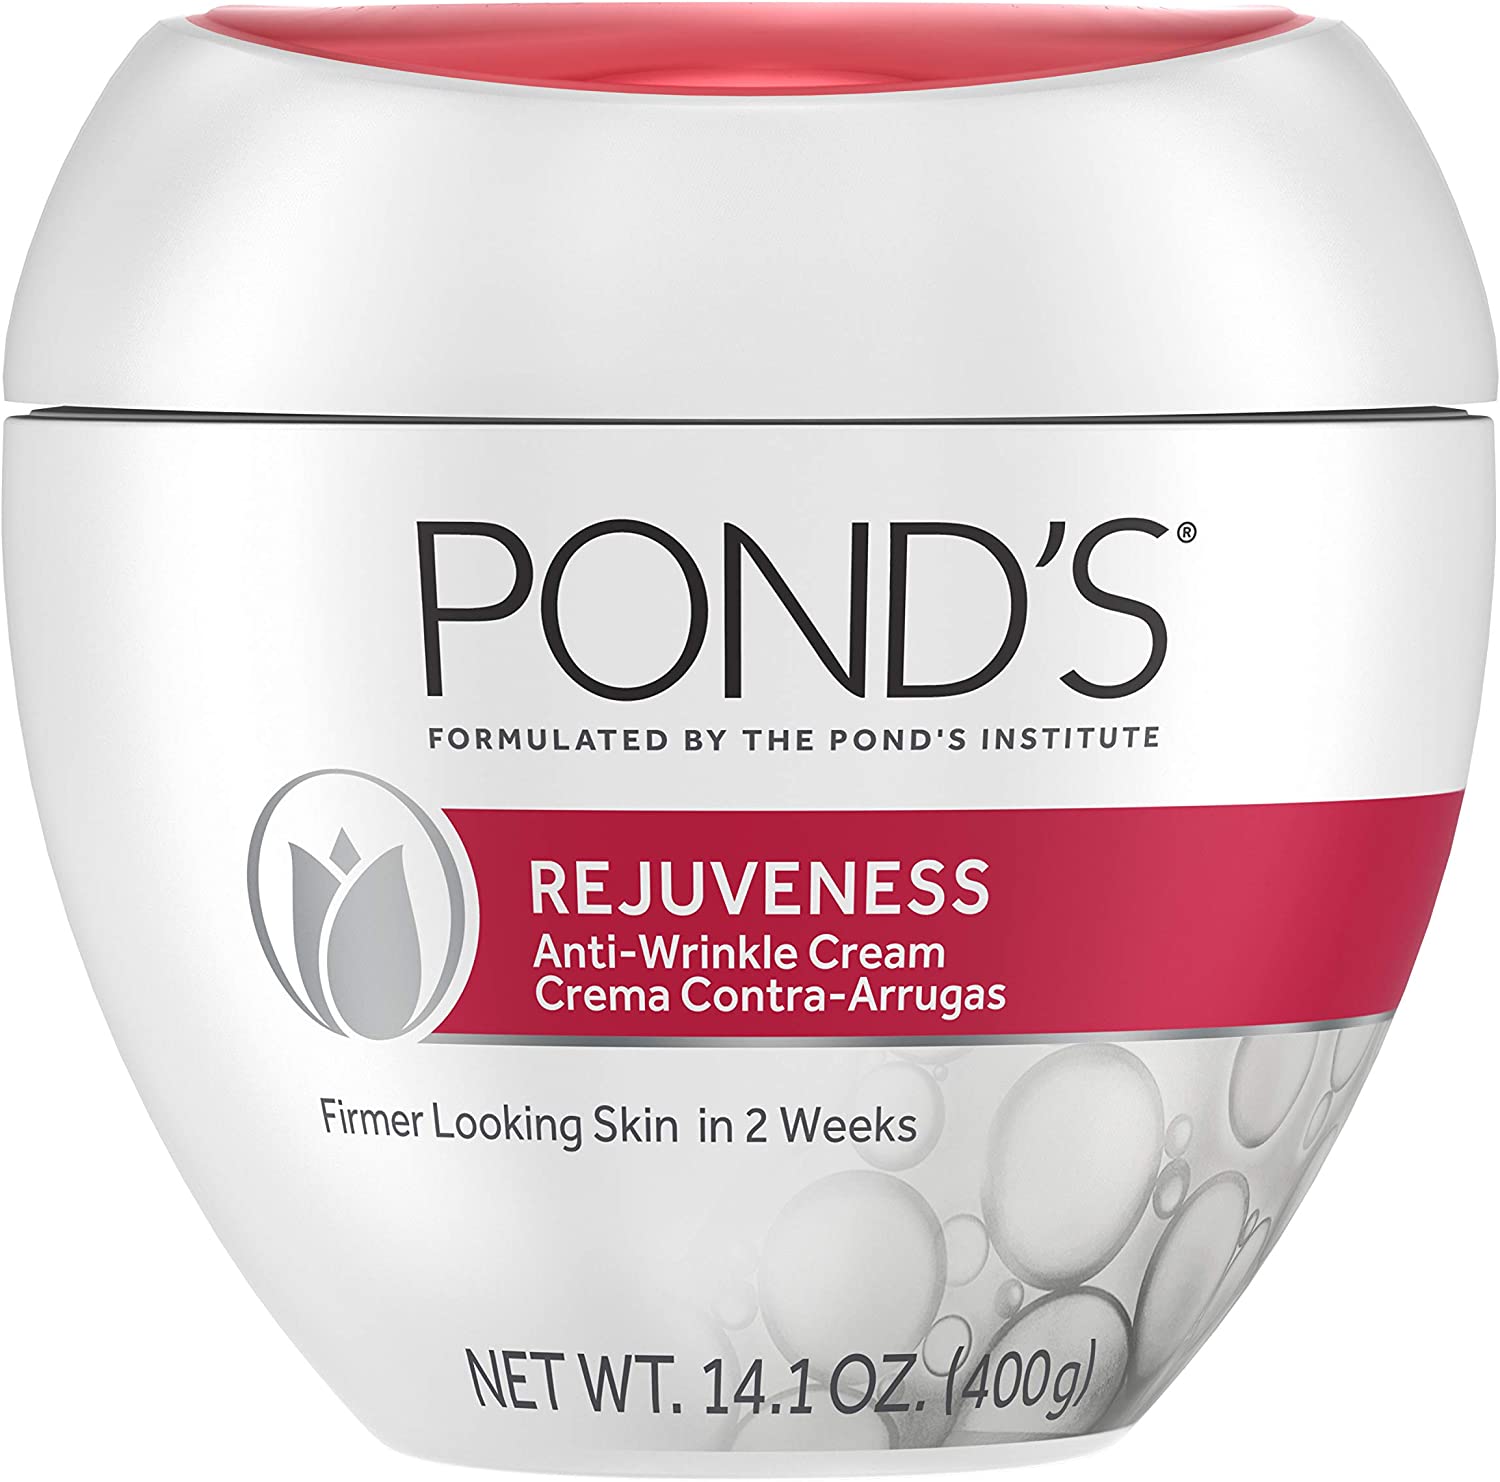 POND'S®
FORMULATED BY THE POND'S INSTITUTE
REJUVENESS
Anti-Wrinkle Cream
Crema Contra-Arrugas
Firmer Looking Skin in 2 Weeks
NET WT. 14.1 OZ. (400g)